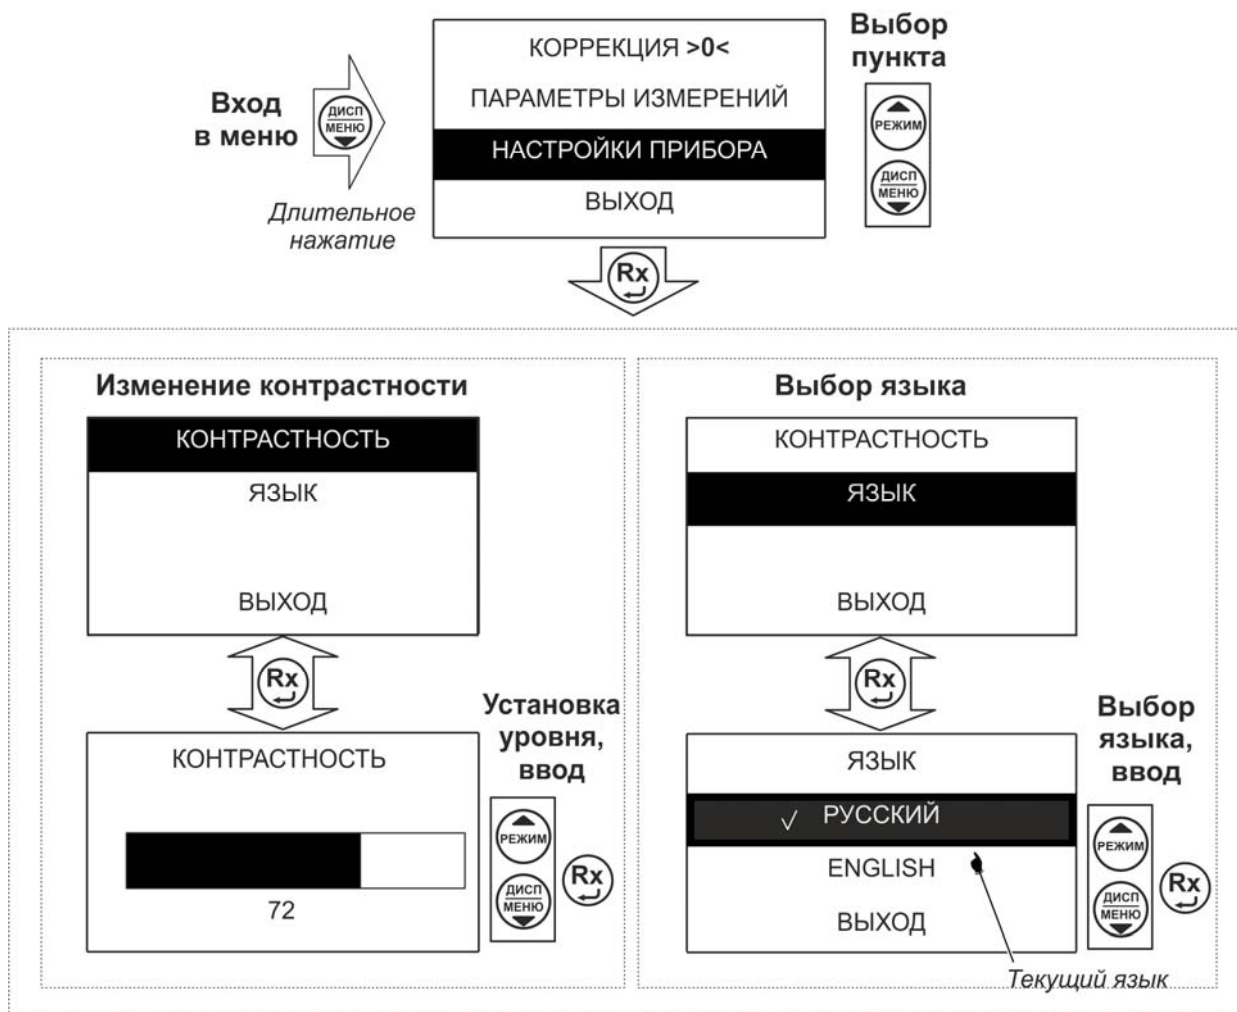 Вход
в меню
ДИСП
МЕНЮ
Длительное
нажатие
КОРРЕКЦИЯ >0<
ПАРАМЕТРЫ ИЗМЕРЕНИЙ
НАСТРОЙКИ ПРИБОРА
ВЫХОД
Выбор
пункта
РЕЖИМ
ДИСП
МЕНЮ
Rx
Изменение контрастности
КОНТРАСТНОСТЬ
ЯЗЫК
ВЫХОД
Rx
КОНТРАСТНОСТЬ
72
Установка
уровня,
ввод
РЕЖИМ
ДИСП
МЕНЮ
Rx
Выбор языка
КОНТРАСТНОСТЬ
ЯЗЫК
ВЫХОД
Rx
ЯЗЫК
√ РУССКИЙ
ENGLISH
ВЫХОД
Выбор
языка,
ввод
РЕЖИМ
ДИСП
МЕНЮ
Rx
Текущий язык